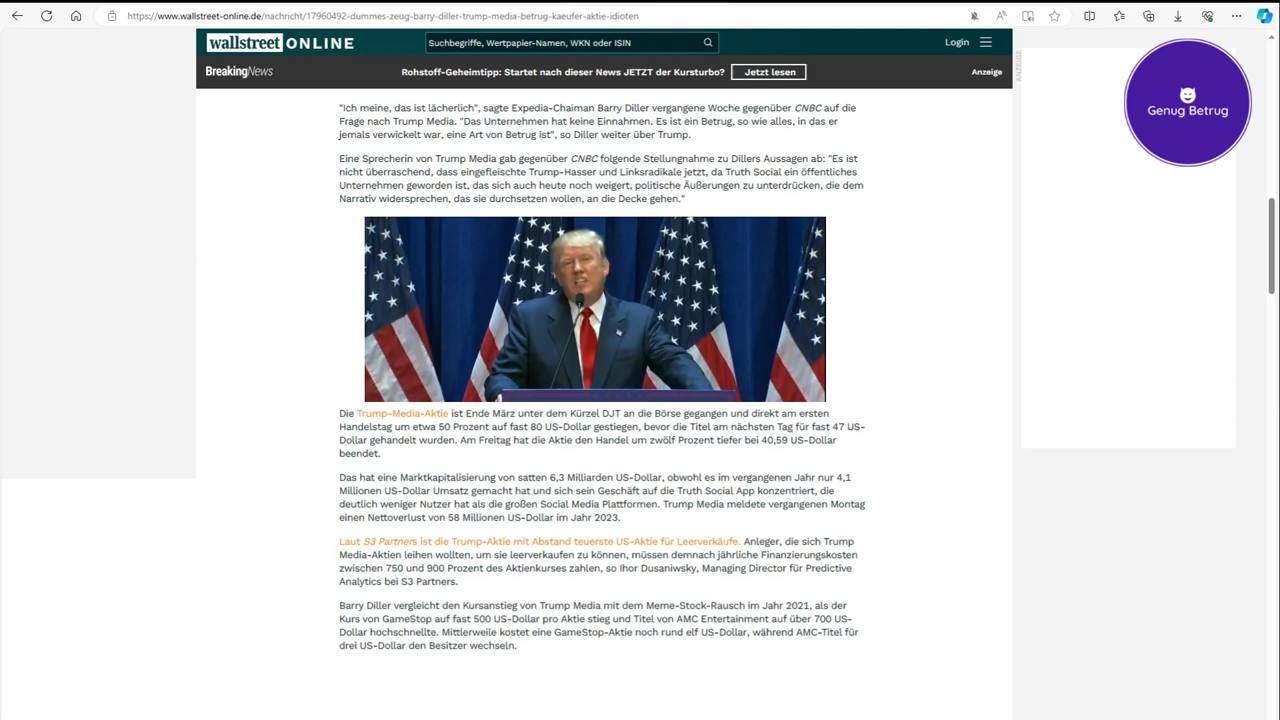 https://www.wallstreet-online.de/nachricht/17960492-dummes-zeug-barry-diller-trump-media-betrug-kaeufer-aktie-idioten
wallstreet ONLINE
Suchbegriffe, Wertpapier-Namen, WKN oder ISIN
Login
BreakingNews
Rohstoff-Geheimtipp: Startet nach dieser News JETZT der Kursturbo?
Jetzt lesen
Anzeige
ANZEIGE
Genug Betrug
"Ich meine, das ist lächerlich", sagte Expedia-Chaiman Barry Diller vergangene Woche gegenüber CNBC auf die
Frage nach Trump Media. "Das Unternehmen hat keine Einnahmen. Es ist ein Betrug, so wie alles, in das er
jemals verwickelt war, eine Art von Betrug ist", so Diller weiter über Trump.
Eine Sprecherin von Trump Media gab gegenüber CNBC folgende Stellungnahme zu Dillers Aussagen ab: "Es ist
nicht überraschend, dass eingefleischte Trump-Hasser und Linksradikale jetzt, da Truth Social ein öffentliches
Unternehmen geworden ist, das sich auch heute noch weigert, politische Äußerungen zu unterdrücken, die dem
Narrativ widersprechen, das sie durchsetzen wollen, an die Decke gehen."
Die Trump-Media-Aktie ist Ende März unter dem Kürzel DJT an die Börse gegangen und direkt am ersten
Handelstag um etwa 50 Prozent auf fast 80 US-Dollar gestiegen, bevor die Titel am nächsten Tag für fast 47 US-
Dollar gehandelt wurden. Am Freitag hat die Aktie den Handel um zwölf Prozent tiefer bei 40,59 US-Dollar
beendet.
Das hat eine Marktkapitalisierung von satten 6,3 Milliarden US-Dollar, obwohl es im vergangenen Jahr nur 4,1
Millionen US-Dollar Umsatz gemacht hat und sich sein Geschäft auf die Truth Social App konzentriert, die
deutlich weniger Nutzer hat als die großen Social Media Plattformen. Trump Media meldete vergangenen Montag
einen Nettoverlust von 58 Millionen US-Dollar im Jahr 2023.
Laut S3 Partners ist die Trump-Aktie mit Abstand teuerste US-Aktie für Leerverkäufe. Anleger, die sich Trump
Media-Aktien leihen wollten, um sie leerverkaufen zu können, müssen demnach jährliche Finanzierungskosten
zwischen 750 und 900 Prozent des Aktienkurses zahlen, so Ihor Dusaniwsky, Managing Director für Predictive
Analytics bei S3 Partners.
Barry Diller vergleicht den Kursanstieg von Trump Media mit dem Meme-Stock-Rausch im Jahr 2021, als der
Kurs von GameStop auf fast 500 US-Dollar pro Aktie stieg und Titel von AMC Entertainment auf über 700 US-
Dollar hochschnellte. Mittlerweile kostet eine GameStop-Aktie noch rund elf US-Dollar, während AMC-Titel für
drei US-Dollar den Besitzer wechseln.